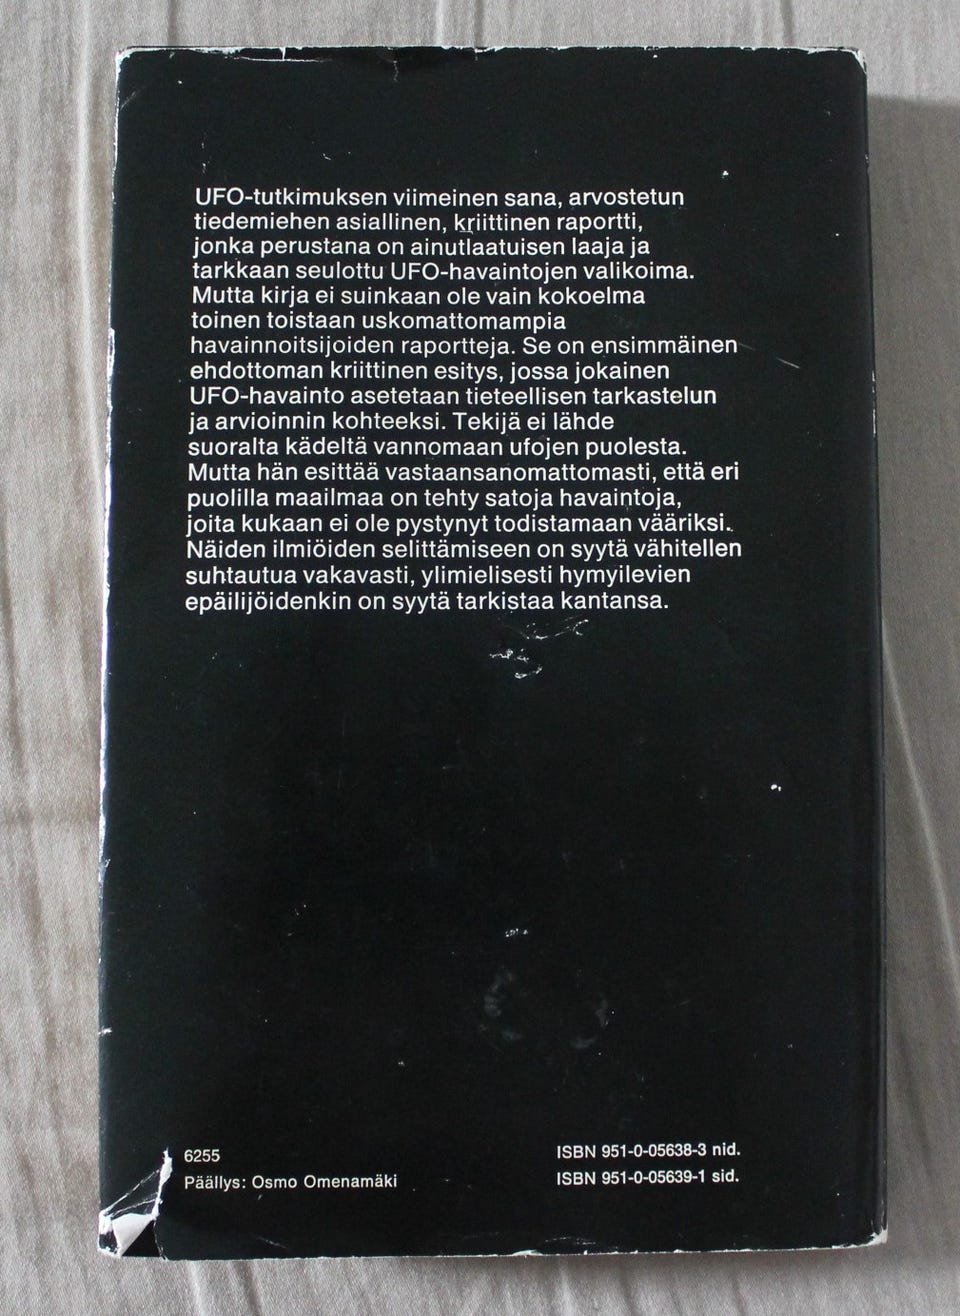 UFO-tutkimuksen viimeinen sana, arvostetun
tiedemiehen asiallinen, kriittinen raportti,
jonka perustana on ainutlaatuisen laaja ja
tarkkaan seulottu UFO-havaintojen valikoima.
Mutta kirja ei suinkaan ole vain kokoelma
toinen toistaan uskomattomampia
havainnoitsijoiden raportteja. Se on ensimmäinen
ehdottoman kriittinen esitys, jossa jokainen
UFO-havainto asetetaan tieteellisen tarkastelun
ja arvioinnin kohteeksi. Tekijä ei lähde
suoralta kädeltä vannomaan ufojen puolesta.
Mutta hän esittää vastaansanomattomasti, että eri
puolilla maailmaa on tehty satoja havaintoja,
joita kukaan ei ole pystynyt todistamaan vääriksi.
Näiden ilmiöiden selittämiseen on syytä vähitellen
suhtautua vakavasti, ylimielisesti hymyilevien
epäilijöidenkin on syytä tarkistaa kantansa.
6255
Päällys: Osmo Omenamäki
ISBN 951-0-05638-3 nid.
ISBN 951-0-05639-1 sid.